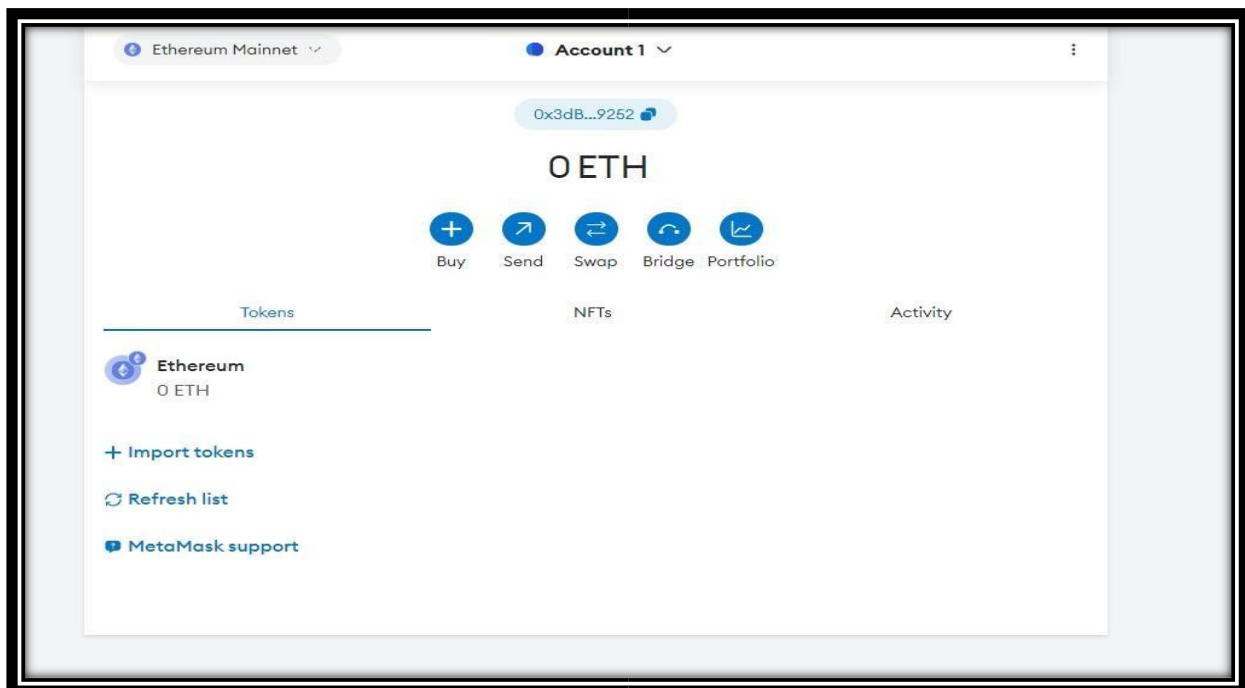 Ethereum Mainnet
Account 1
0x3dB...9252
0 ETH
Buy Send Swap Bridge Portfolio
Tokens NFTs Activity
Ethereum
0 ETH
+ Import tokens
Refresh list
MetaMask support